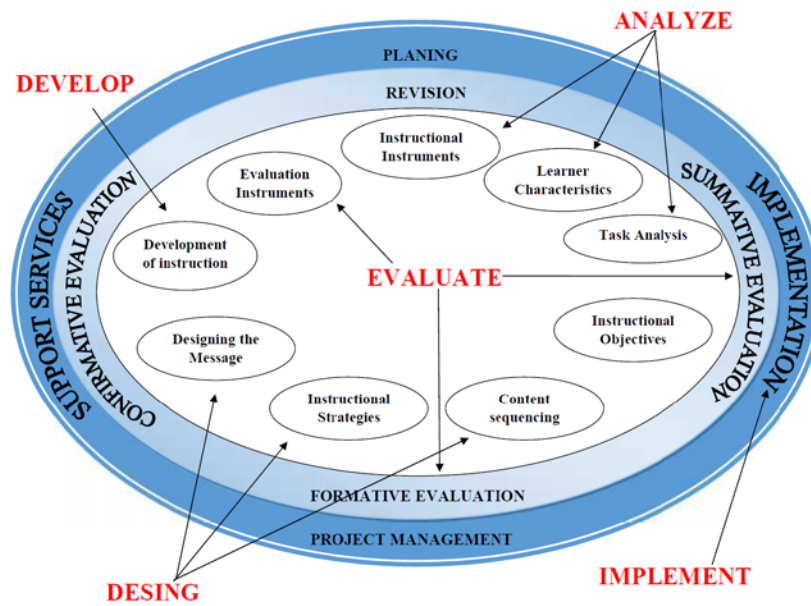 ANALYZE
PLANING
DEVELOP
REVISION
Instructional
Instruments
Evaluation
Instruments
Learner
Characteristics
SUPPORT SERVICES
CONFIRMATIVE EVALUATION
SUMMATIVE EVALUATION
IMPLEMENTATION
Development
of instruction
Task Analysis
EVALUATE
Designing the
Message
Instructional
Objectives
Instructional
Strategies
Content
sequencing
FORMATIVE EVALUATION
PROJECT MANAGEMENT
DESING
IMPLEMENT